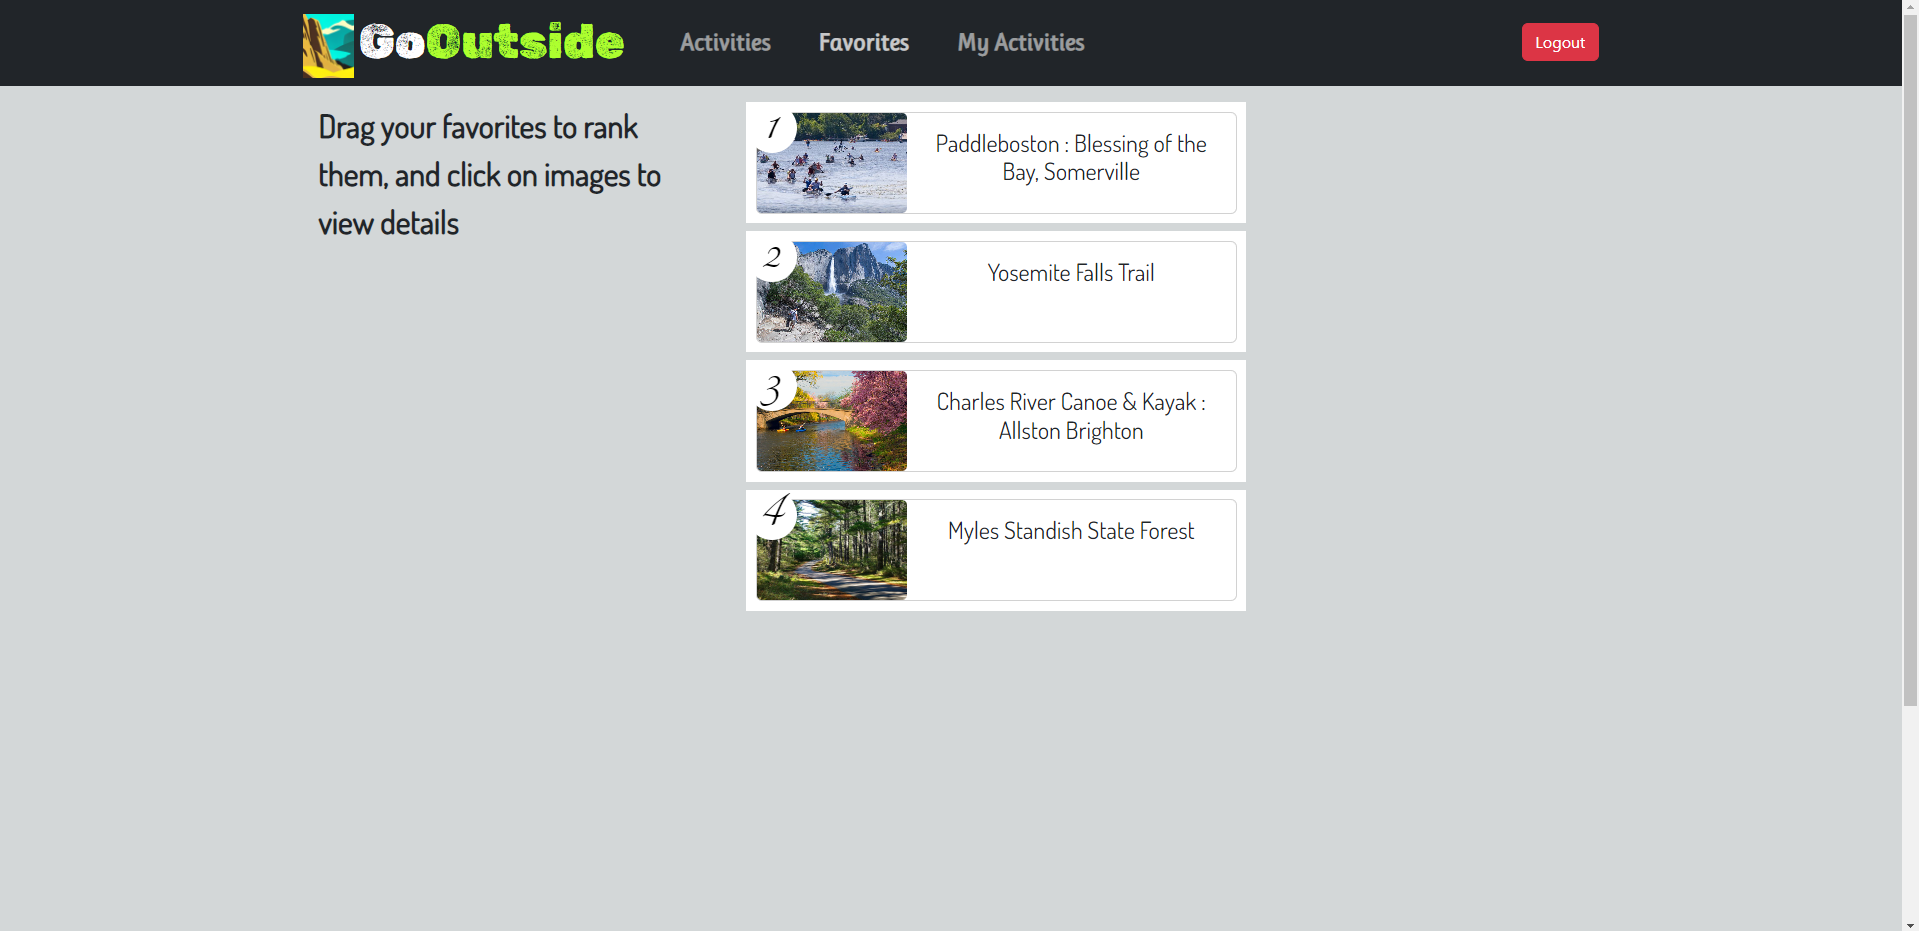 GoOutside
Activities
Favorites
My Activities
Logout
Drag your favorites to rank
them, and click on images to
view details
1
Paddleboston : Blessing of the
Bay, Somerville
2
Yosemite Falls Trail
3
Charles River Canoe & Kayak :
Allston Brighton
4
Myles Standish State Forest